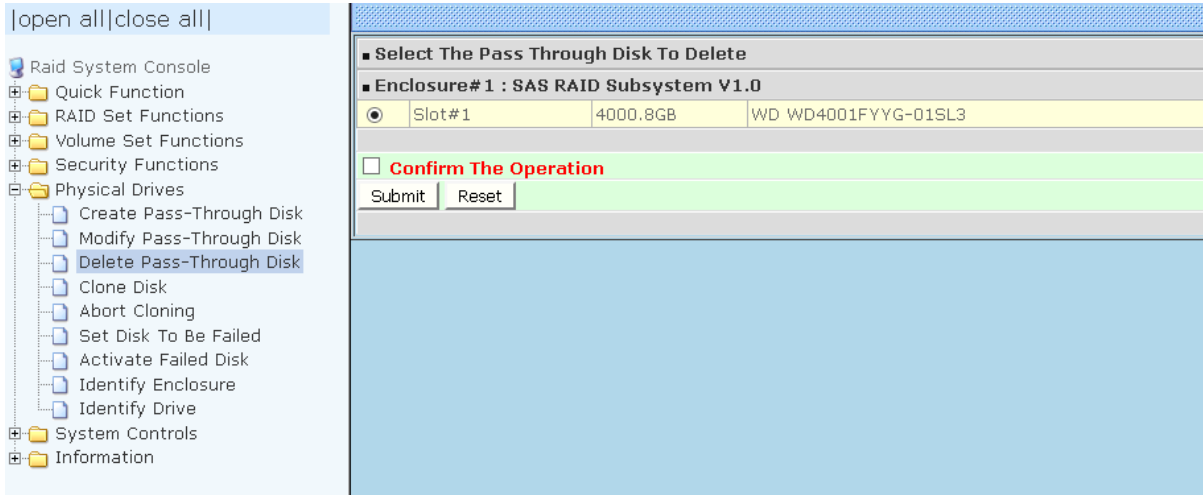 |open all|close all|
Raid System Console
Quick Function
RAID Set Functions
Volume Set Functions
Security Functions
Physical Drives
Create Pass-Through Disk
Modify Pass-Through Disk
Delete Pass-Through Disk
Clone Disk
Abort Cloning
Set Disk To Be Failed
Activate Failed Disk
Identify Enclosure
Identify Drive
System Controls
Information
Select The Pass Through Disk To Delete
Enclosure#1 : SAS RAID Subsystem V1.0
Slot#1 4000.8GB WD WD4001FYYG-01SL3
Confirm The Operation
Submit Reset